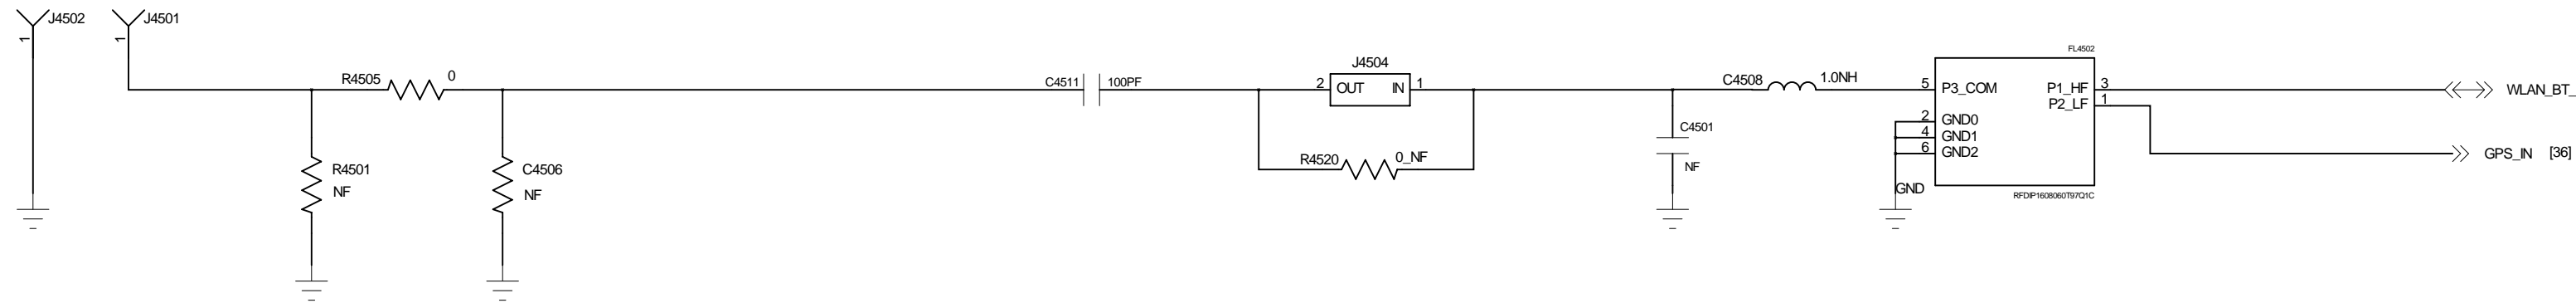 J4502
J4501
1
1
R4505
0
R4501
NF
C4506
NF
C4511
100PF
J4504
2
OUT
IN
1
R4520
0_NF
C4501
NF
C4508
1.0NH
FL4502
5
P3_COM
P1_HF
3
P2_LF
1
2
GND0
4
GND1
6
GND2
GND
RFDIP1608060T97Q1C
WLAN_BT_
GPS_IN
[36]